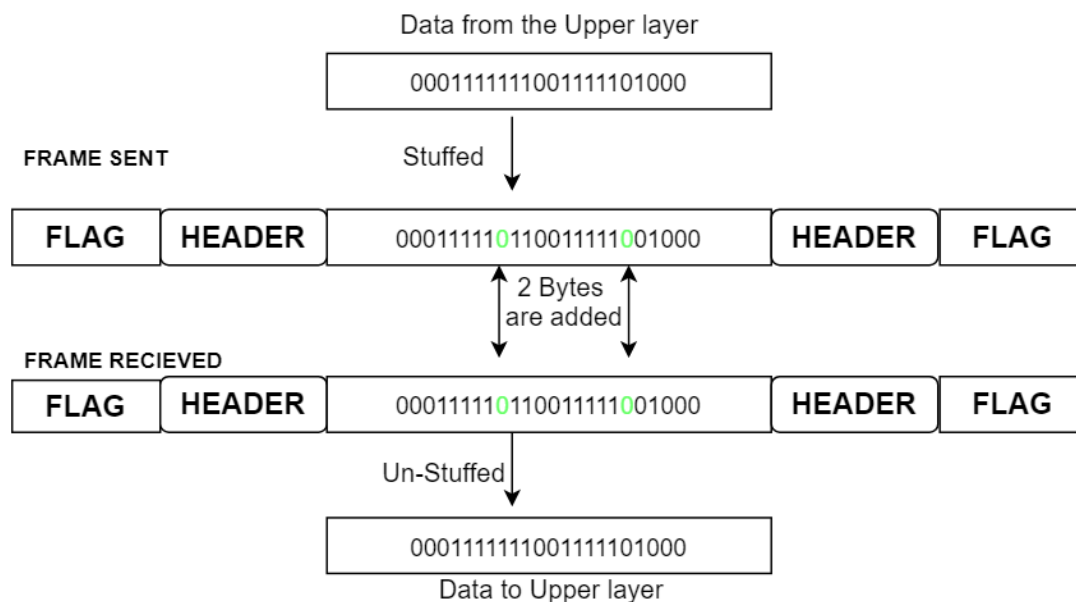 Data from the Upper layer
0001111111001111101000
FRAME SENT
Stuffed
FLAG HEADER 000111110110011111001000 HEADER FLAG
2 Bytes
are added
FRAME RECIEVED
FLAG HEADER 000111110110011111001000 HEADER FLAG
Un-Stuffed
0001111111001111101000
Data to Upper layer